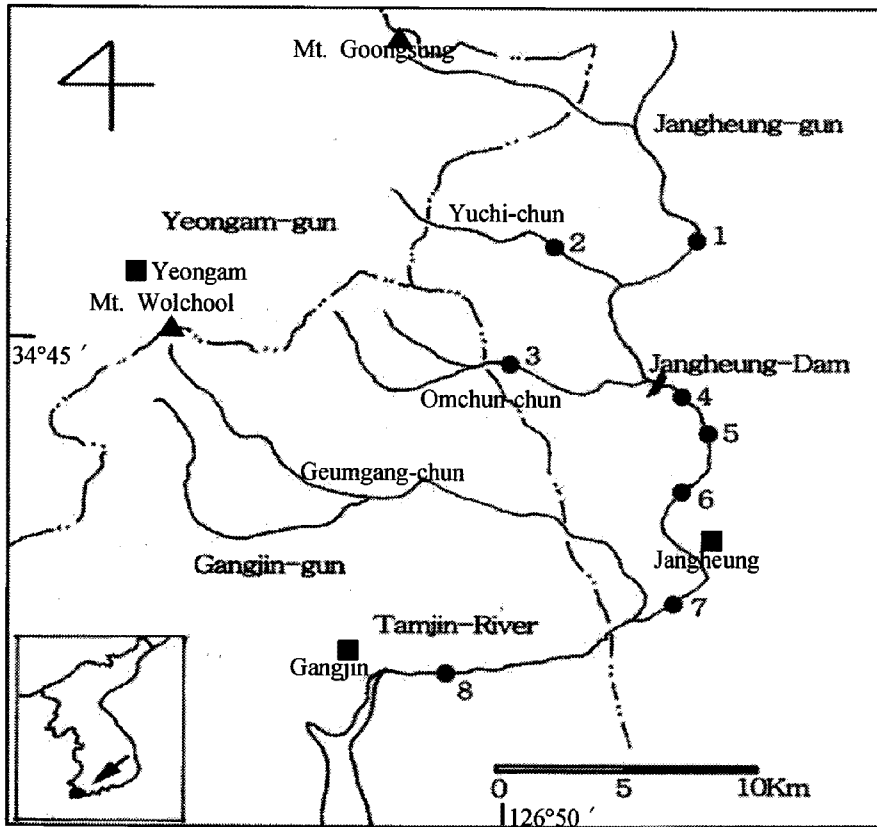 Mt. Goongsung
Jangheung-gun
Yuchi-chun
Yeongam-gun
1
2
Yeongam
Mt. Wolchool
34°45 ′
3
Jangheung-Dam
Omchun-chun
4
5
Geumgang-chun
6
Jangheung
Gangjin-gun
7
Tamjin-River
Gangjin
8
0 5 10Km
126°50 ′